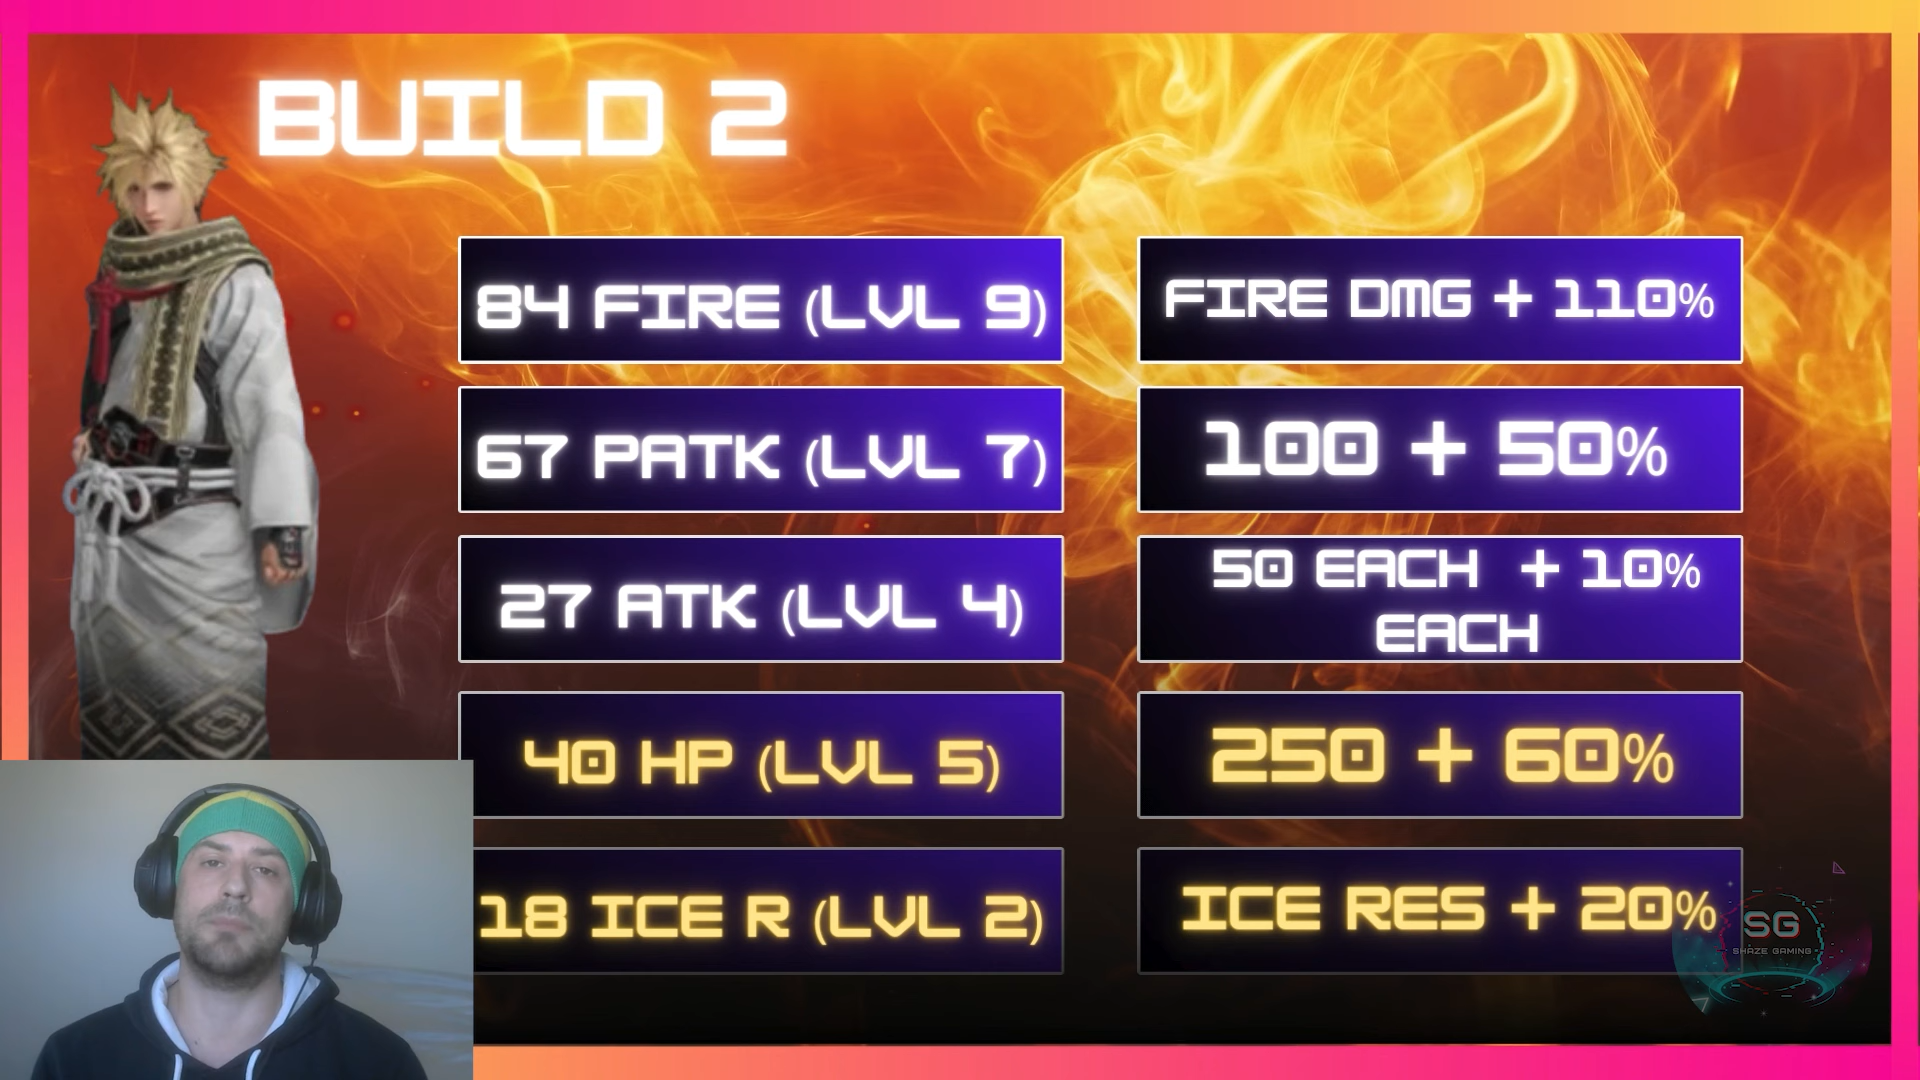 BUILD 2
84 FIRE (LVL 9)
FIRE DMG + 110%
67 PATK (LVL 7)
100 + 50%
27 ATK (LVL 4)
50 EACH + 10%
EACH
40 HP (LVL 5)
250 + 60%
18 ICE R (LVL 2)
ICE RES + 20%
SG
SHAZE GAMING